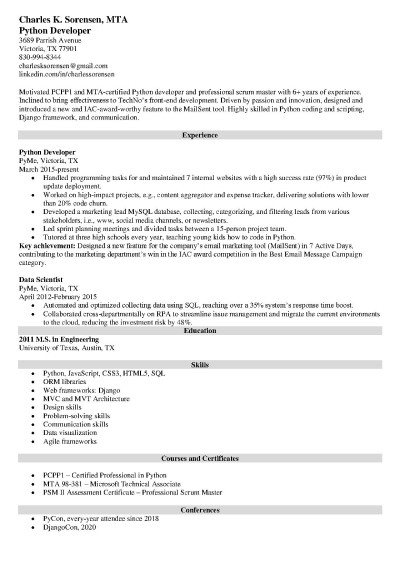 Charles K. Sorensen, MTA
Python Developer
3689 Parrish Avenue
Victoria, TX 77901
830-994-8344
charlesksorensen@gmail.com
linkedin.com/in/charlessorensen
Motivated PCPP1 and MTA-certified Python developer and professional scrum master with 6+ years of experience.
Inclined to bring effectiveness to TechNo's front-end development. Driven by passion and innovation, designed and
introduced a new and IAC-award-worthy feature to the MailSent tool. Highly skilled in Python coding and scripting,
Django framework, and communication.
Experience
Python Developer
PyMe, Victoria, TX
March 2015-present
• Handled programming tasks for and maintained 7 internal websites with a high success rate (97%) in product
update deployment.
• Worked on high-impact projects, e.g., content aggregator and expense tracker, delivering solutions with lower
than 20% code churn.
• Developed a marketing lead MySQL database, collecting, categorizing, and filtering leads from various
stakeholders, i.e., www, social media channels, or newsletters.
• Led sprint planning meetings and divided tasks between a 15-person project team.
• Tutored at three high schools every year, teaching young kids how to code in Python.
Key achievement: Designed a new feature for the company's email marketing tool (MailSent) in 7 Active Days,
contributing to the marketing department's win in the IAC award competition in the Best Email Message Campaign
category.
Data Scientist
PyMe, Victoria, TX
April 2012-February 2015
• Automated and optimized collecting data using SQL, reaching over a 35% system's response time boost.
• Collaborated cross-departmentally on RPA to streamline issue management and migrate the current environments
to the cloud, reducing the investment risk by 48%.
Education
2011 M.S. in Engineering
University of Texas, Austin, TX
Skills
• Python, JavaScript, CSS3, HTML5, SQL
• ORM libraries
• Web frameworks: Django
• MVC and MVT Architecture
• Design skills
• Problem-solving skills
• Communication skills
• Data visualization
• Agile frameworks
Courses and Certificates
• PCPP1 – Certified Professional in Python
• MTA 98-381 – Microsoft Technical Associate
• PSM II Assessment Certificate – Professional Scrum Master
Conferences
• PyCon, every-year attendee since 2018
• DjangoCon, 2020